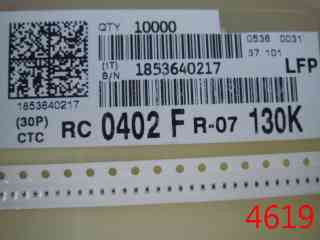 QTY 10000
0536 0031
37 101
(1T)
B/N 1853640217
LFP
1853640217
(30P)
CTC
RC 0402 F R-07 130K
4619